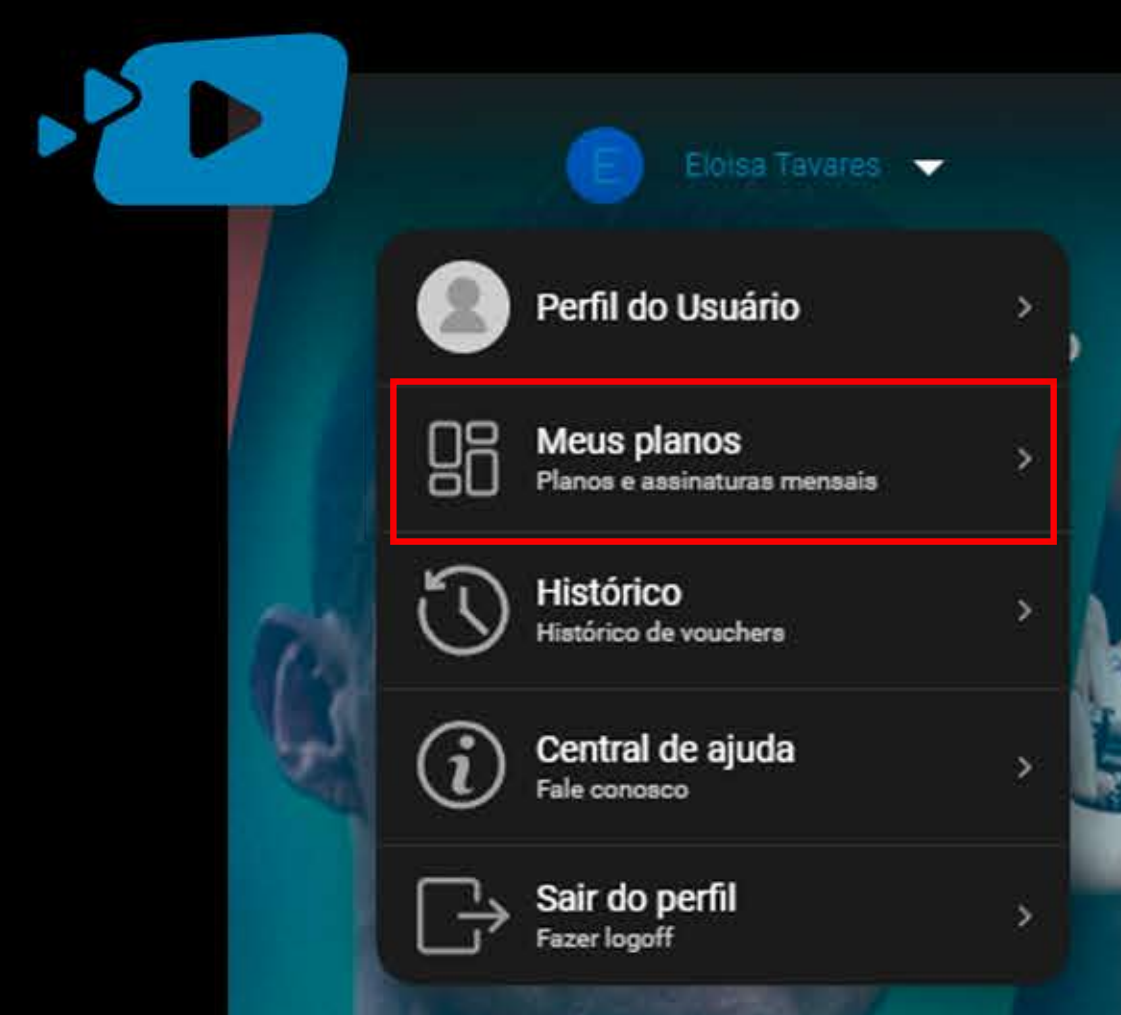 E Eloisa Tavares
Perfil do Usuário
Meus planos
Planos e assinaturas mensais
Histórico
Histórico de vouchers
Central de ajuda
Fale conosco
Sair do perfil
Fazer logoff